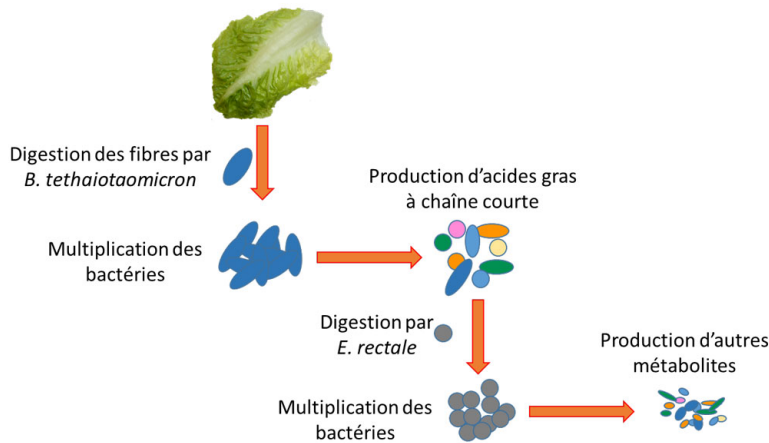 Digestion des fibres par
B. tethaiotaomicron
Production d'acides gras
à chaîne courte
Multiplication des
bactéries
Digestion par
E. rectale
Production d'autres
métabolites
Multiplication des
bactéries